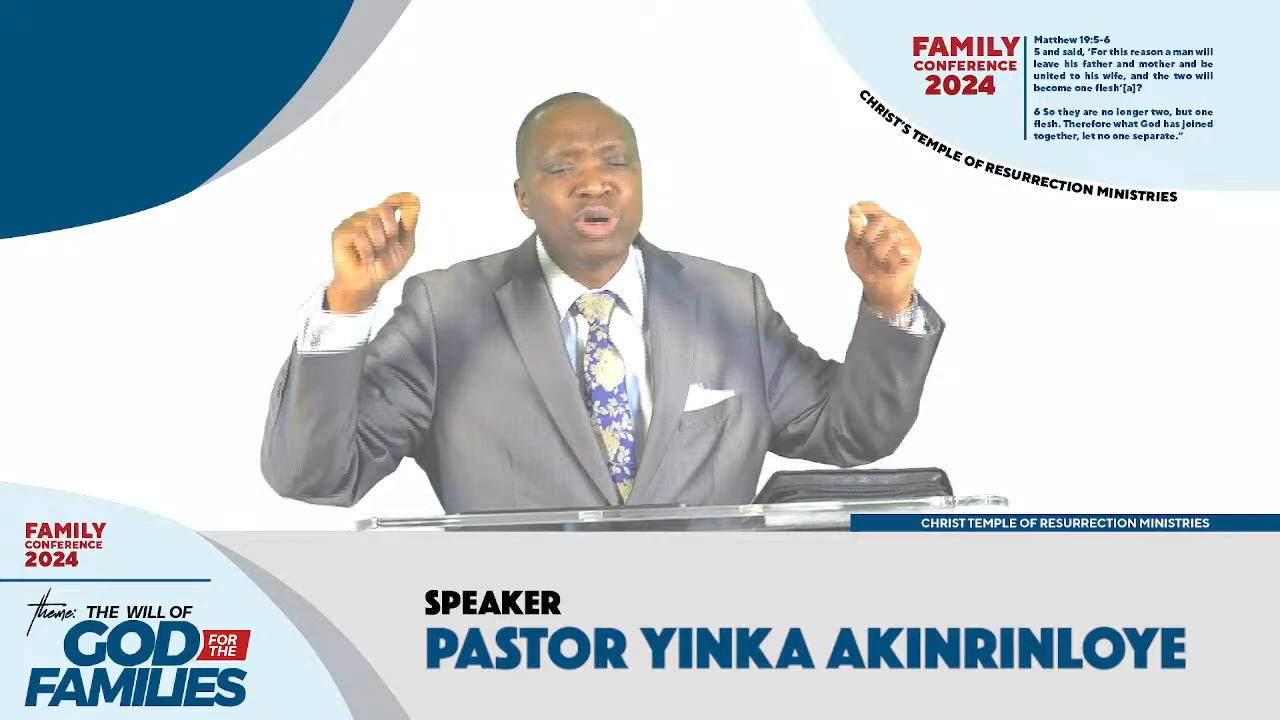 FAMILY
CONFERENCE
2024
Matthew 19:5-6
5 and said, ‘For this reason a man will
leave his father and mother and be
united to his wife, and the two will
become one flesh’[a]?
6 So they are no longer two, but one
flesh. Therefore what God has joined
together, let no one separate.”
CHRIST'S TEMPLE OF RESURRECTION MINISTRIES
CHRIST TEMPLE OF RESURRECTION MINISTRIES
FAMILY
CONFERENCE
2024
theme: THE WILL OF
GOD FOR THE
FAMILIES
SPEAKER
PASTOR YINKA AKINRINLOYE